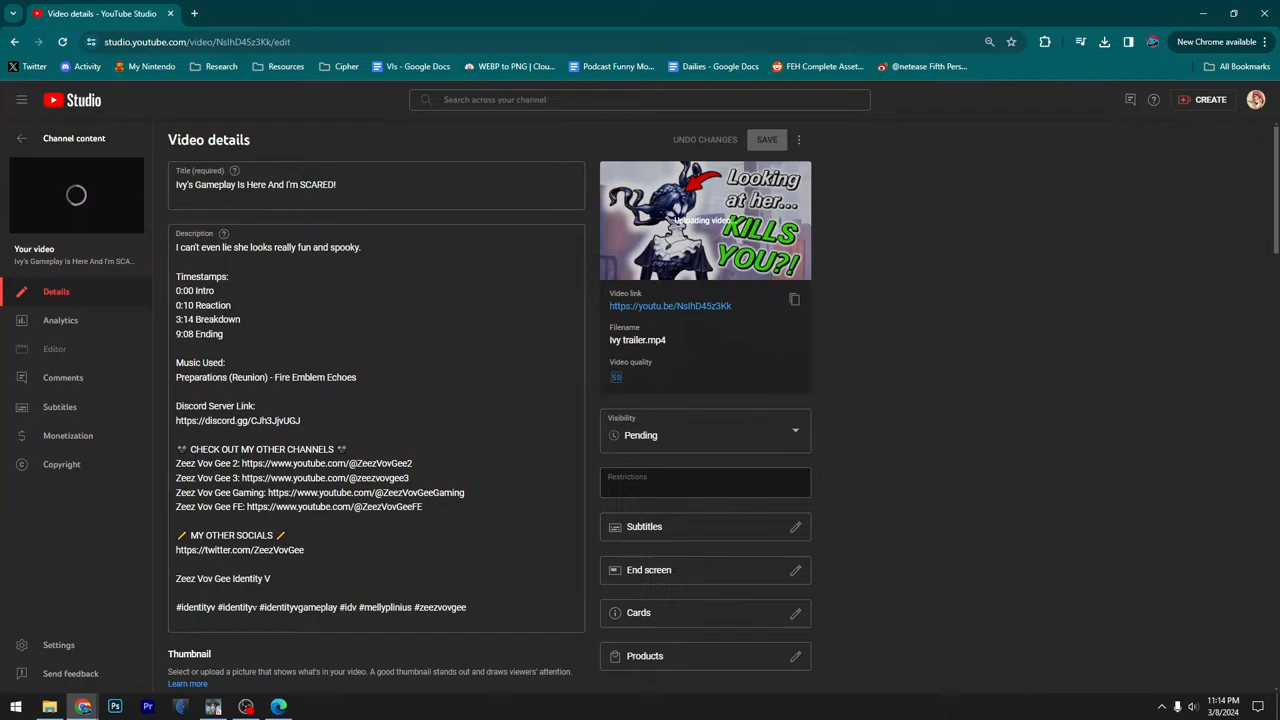 Video details - YouTube Studio
studio.youtube.com/video/NsIhD45z3Kk/edit
New Chrome available
Twitter
Activity
My Nintendo
Research
Resources
Cipher
VIs - Google Docs
WEBP to PNG | Clou...
Podcast Funny Mo...
Dailies - Google Docs
FEH Complete Asset...
@netease Fifth Pers...
All Bookmarks
Studio
Search across your channel
CREATE
Channel content
Your video
Ivy's Gameplay Is Here And I'm SCA...
Details
Analytics
Editor
Comments
Subtitles
Monetization
Copyright
Settings
Send feedback
Video details
UNDO CHANGES
SAVE
Title (required)
Ivy's Gameplay Is Here And I'm SCARED!
Description
I can't even lie she looks really fun and spooky.
Timestamps:
0:00 Intro
0:10 Reaction
3:14 Breakdown
9:08 Ending
Music Used:
Preparations (Reunion) - Fire Emblem Echoes
Discord Server Link:
https://discord.gg/CJh3JjvUGJ
CHECK OUT MY OTHER CHANNELS
Zeez Vov Gee 2: https://www.youtube.com/@ZeezVovGee2
Zeez Vov Gee 3: https://www.youtube.com/@zeezvovgee3
Zeez Vov Gee Gaming: https://www.youtube.com/@ZeezVovGeeGaming
Zeez Vov Gee FE: https://www.youtube.com/@ZeezVovGeeFE
MY OTHER SOCIALS
https://twitter.com/ZeezVovGee
Zeez Vov Gee Identity V
#identityv #identityv #identityvgameplay #idv #mellyplinius #zeezvovgee
Thumbnail
Select or upload a picture that shows what's in your video. A good thumbnail stands out and draws viewers' attention.
Learn more
Looking
at her...
KILLS
YOU?!
Uploading video...
Video link
https://youtu.be/NsIhD45z3Kk
Filename
Ivy trailer.mp4
Video quality
SD
Visibility
Pending
Restrictions
Subtitles
End screen
Cards
Products
Ps
Pr
11:14 PM
3/8/2024